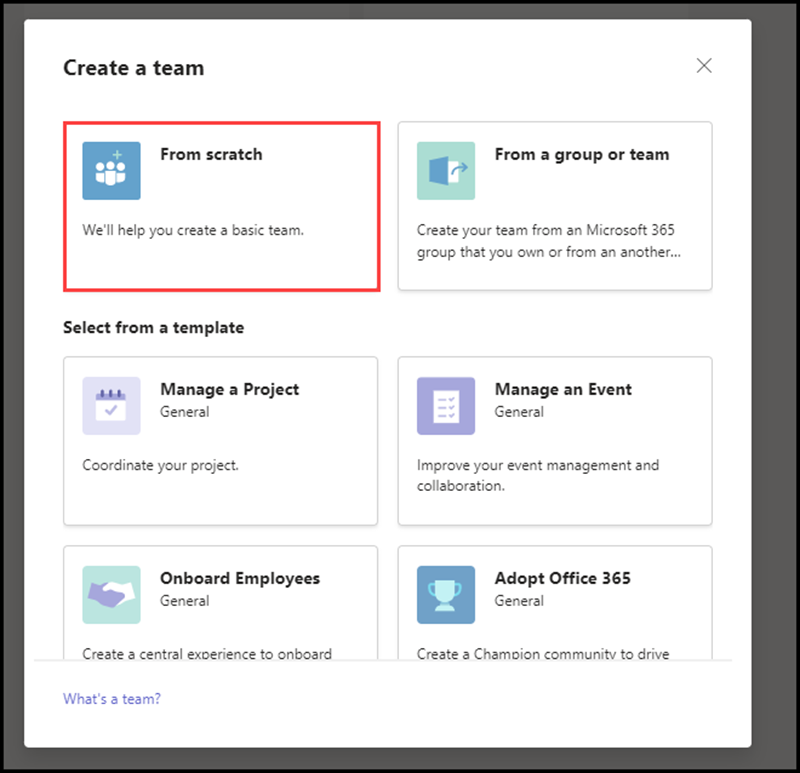 Create a team
From scratch
We'll help you create a basic team.
From a group or team
Create your team from an Microsoft 365
group that you own or from an another...
Select from a template
Manage a Project
General
Coordinate your project.
Manage an Event
General
Improve your event management and
collaboration.
Onboard Employees
General
Create a central experience to onboard
Adopt Office 365
General
Create a Champion community to drive
What's a team?